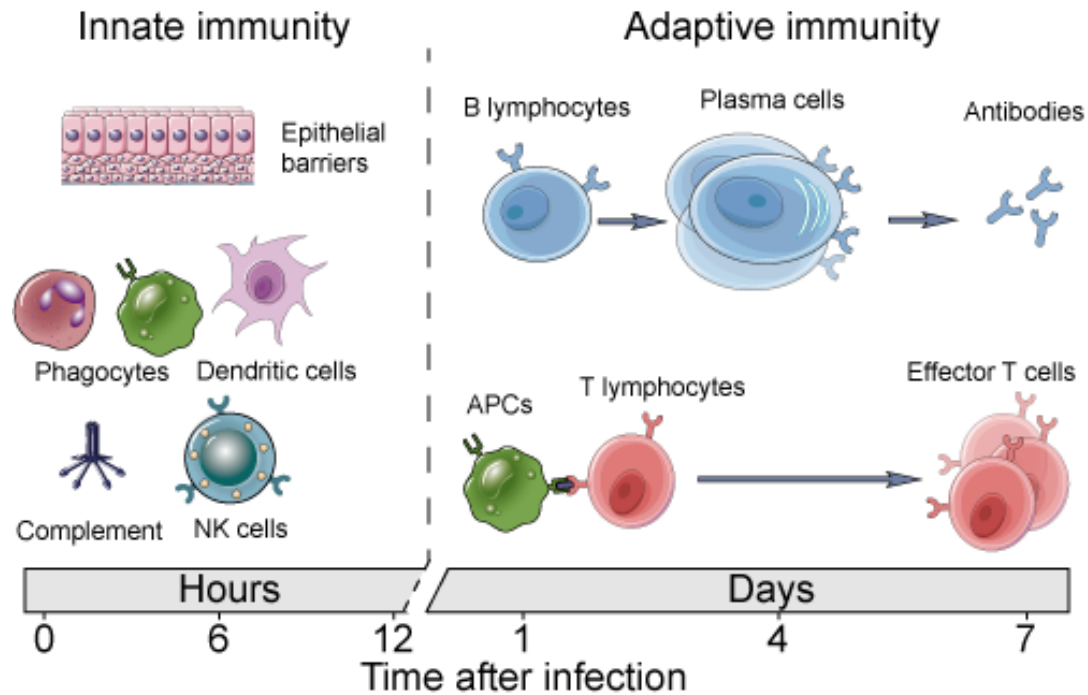 Innate immunity
Adaptive immunity
Epithelial
barriers
B lymphocytes
Plasma cells
Antibodies
Phagocytes
Dendritic cells
APCs
T lymphocytes
Effector T cells
Complement
NK cells
Hours
Days
0
6
12
1
4
7
Time after infection